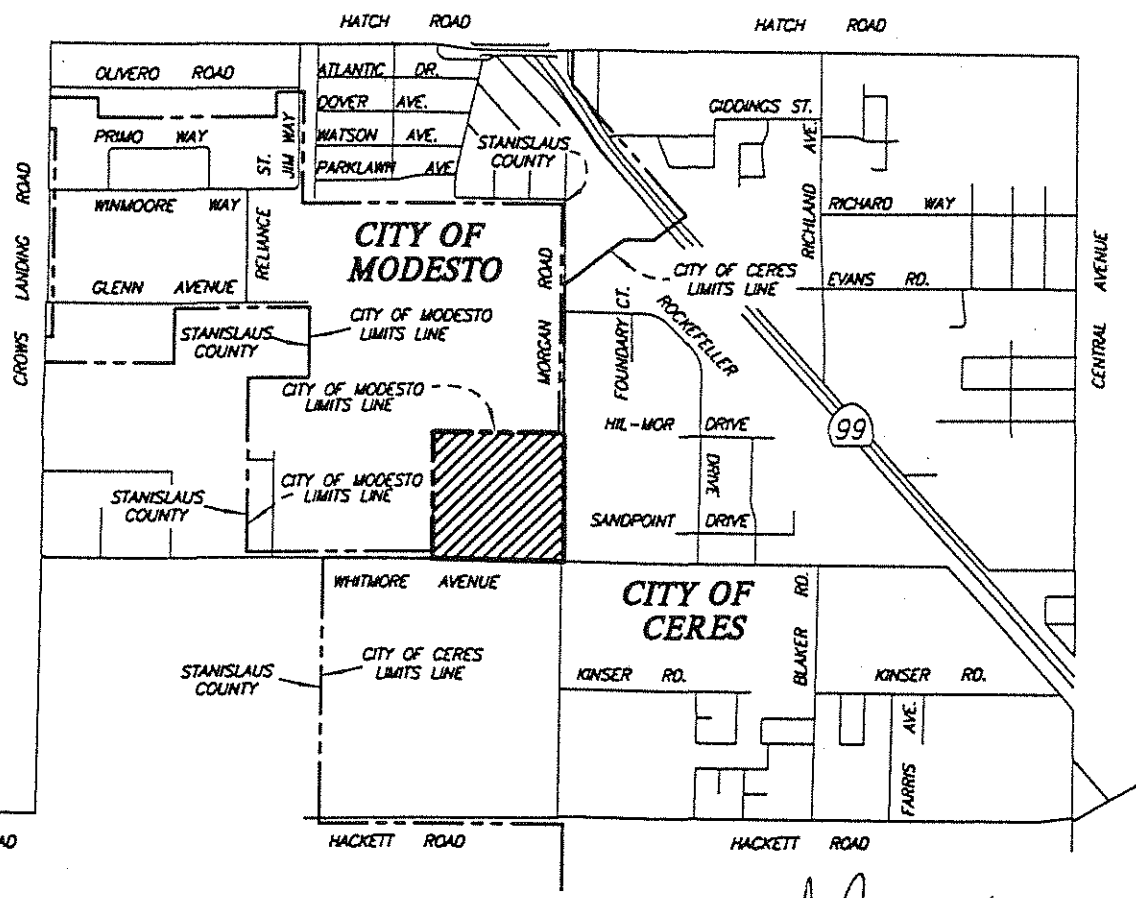 HATCH ROAD
HATCH ROAD
OLIVERO ROAD
ATLANTIC DR.
DOVER AVE.
GIDDINGS ST.
PRIMO WAY
ST.
JIM WAY
WATSON AVE.
STANISLAUS
COUNTY
PARKLAWN AVE
RICHLAND AVE.
CROWS LANDING ROAD
WINMOORE WAY
RELIANCE
CITY OF
MODESTO
MORGAN ROAD
RICHARD WAY
CENTRAL AVENUE
CITY OF CERES
LIMITS LINE
GLENN AVENUE
EVANS RD.
STANISLAUS
COUNTY
CITY OF MODESTO
LIMITS LINE
FOUNDARY CT.
ROCKEFELLER
DRIVE
CITY OF MODESTO
LIMITS LINE
HIL-MOR DRIVE
99
CITY OF MODESTO
LIMITS LINE
STANISLAUS
COUNTY
SANDPOINT DRIVE
WHITMORE AVENUE
CITY OF
CERES
BLAKER RD.
CITY OF CERES
LIMITS LINE
STANISLAUS
COUNTY
KINSER RD.
KINSER RD.
FARRIS AVE.
AD
HACKETT ROAD
HACKETT ROAD